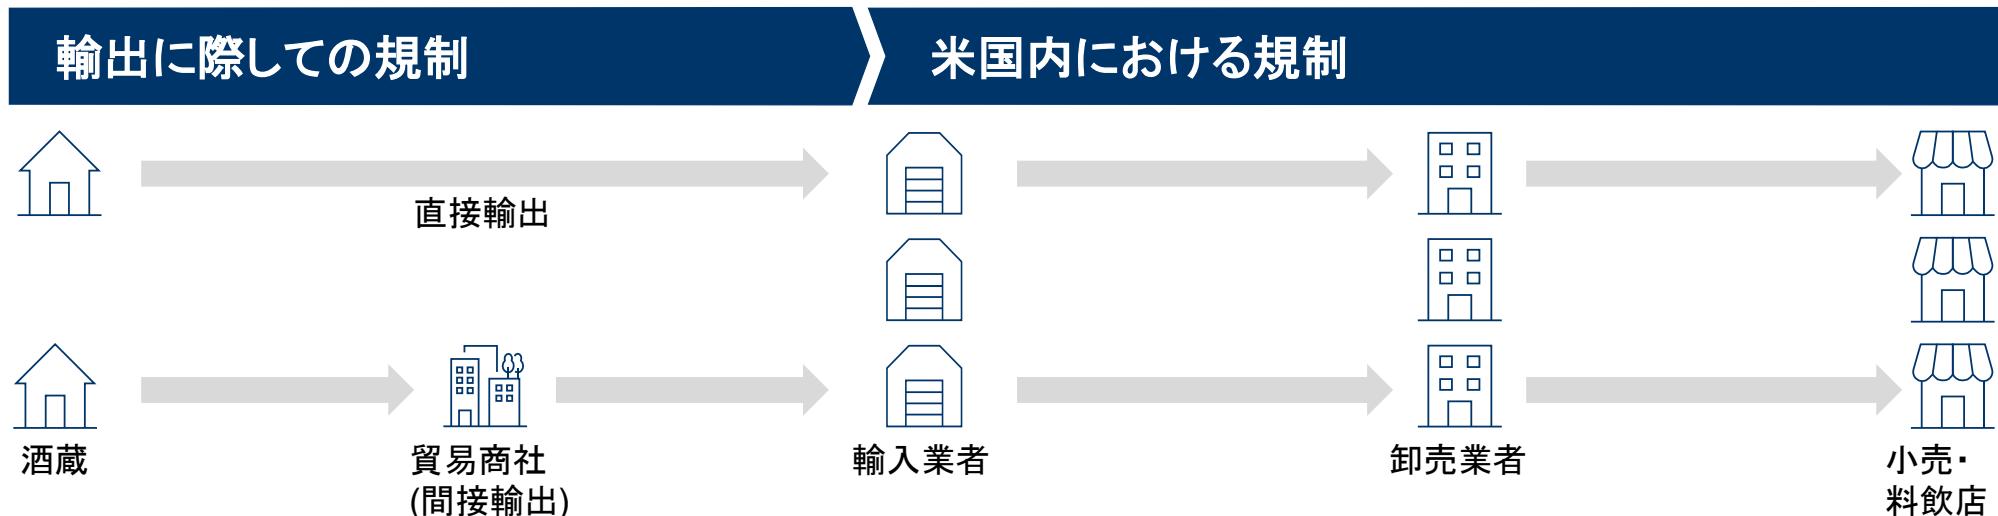 輸出に際しての規制
米国内における規制
直接輸出
酒蔵
貿易商社
(間接輸出)
輸入業者
卸売業者
小売・
料飲店